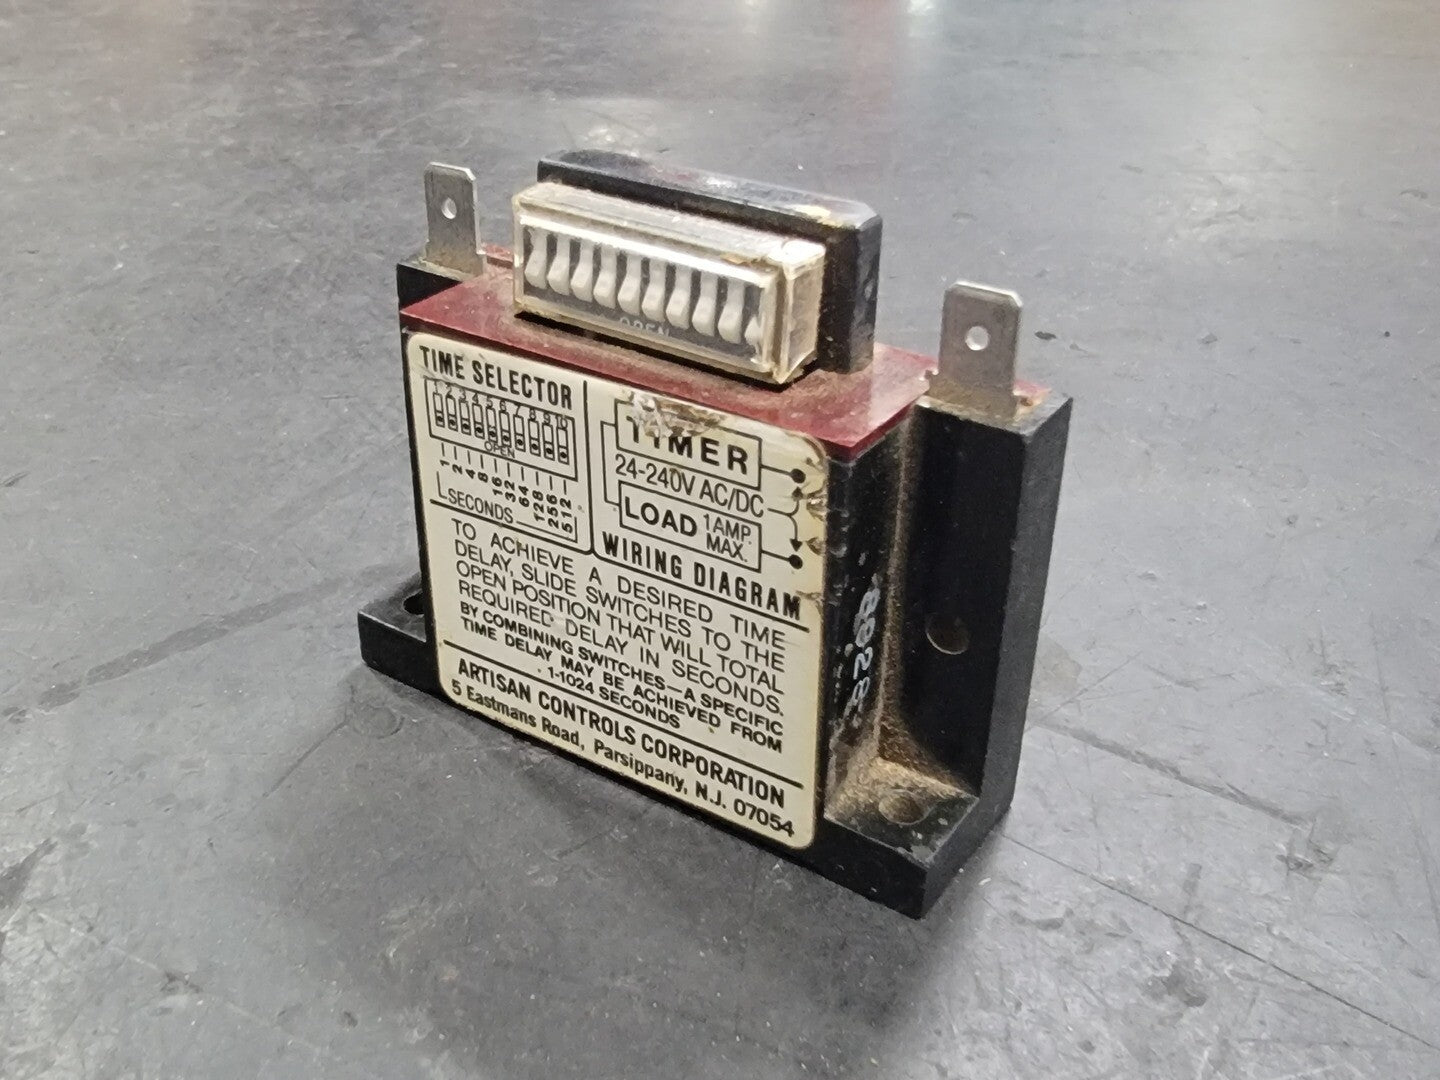 OPEN
TIME SELECTOR
1 2 3 4 5 6 7 8 9 10
OPEN
1 2 4 8 16 32 64 128 256 512
SECONDS
TIMER
24-240V AC/DC
LOAD 1 AMP. MAX.
WIRING DIAGRAM
TO ACHIEVE A DESIRED TIME
DELAY, SLIDE SWITCHES TO THE
OPEN POSITION THAT WILL TOTAL
REQUIRED DELAY IN SECONDS.
BY COMBINING SWITCHES—A SPECIFIC
TIME DELAY MAY BE ACHIEVED FROM
1-1024 SECONDS
ARTISAN CONTROLS CORPORATION
5 Eastmans Road, Parsippany, N.J. 07054